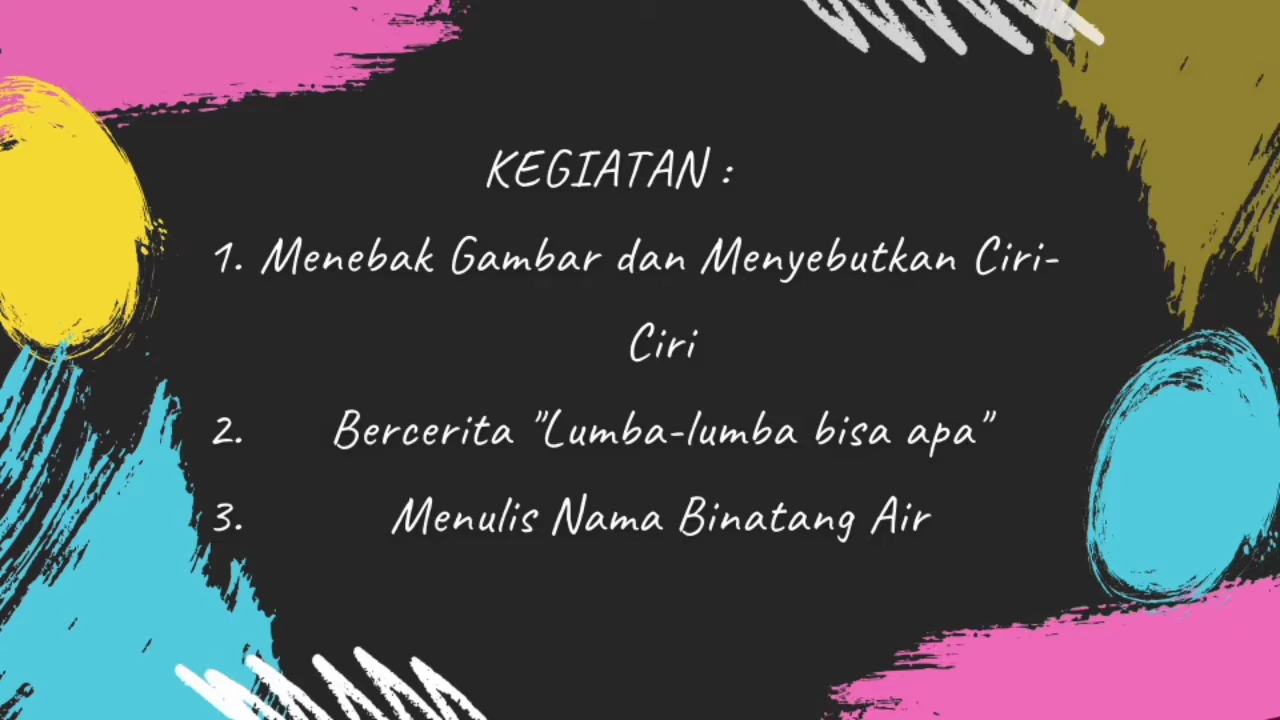 KEGIATAN :
1. Menebak Gambar dan Menyebutkan Ciri-
Ciri
2. Bercerita "Lumba-lumba bisa apa"
3. Menulis Nama Binatang Air